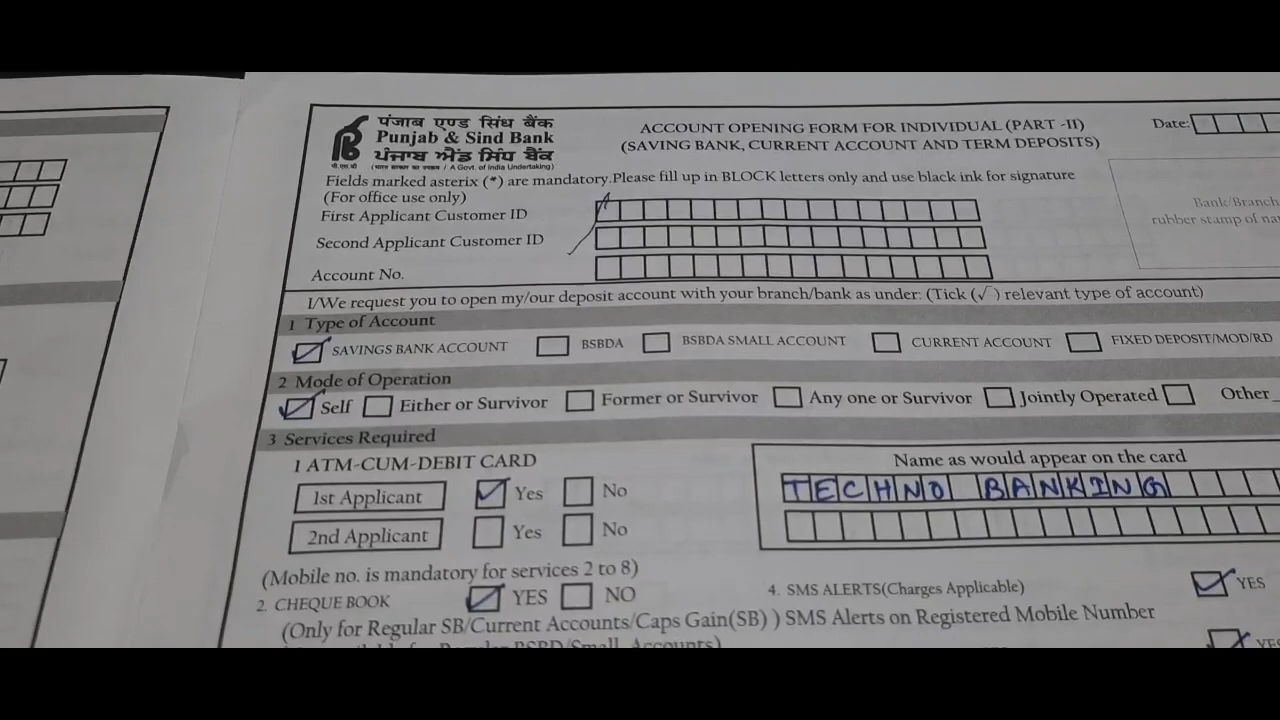 पंजाब एण्ड सिंध बैंक
Punjab & Sind Bank
ਪੰਜਾਬ ਐਂਡ ਸਿੰਧ ਬੈਂਕ
(भारत सरकार का उपक्रम / A Govt. of India Undertaking)
पी.एस.बी
ACCOUNT OPENING FORM FOR INDIVIDUAL (PART -II)
(SAVING BANK, CURRENT ACCOUNT AND TERM DEPOSITS)
Date:
Fields marked asterix (*) are mandatory.Please fill up in BLOCK letters only and use black ink for signature
(For office use only)
First Applicant Customer ID
Second Applicant Customer ID
Account No.
Bank/Branch
rubber stamp of
I/We request you to open my/our deposit account with your branch/bank as under: (Tick (√ ) relevant type of account)
1 Type of Account
SAVINGS BANK ACCOUNT BSBDA BSBDA SMALL ACCOUNT CURRENT ACCOUNT FIXED DEPOSIT/MOD/RD
2 Mode of Operation
Self Either or Survivor Former or Survivor Any one or Survivor Jointly Operated Other
3 Services Required
1 ATM-CUM-DEBIT CARD
Name as would appear on the card
1st Applicant Yes No
TECHNO BANKING
2nd Applicant Yes No
(Mobile no. is mandatory for services 2 to 8)
2. CHEQUE BOOK YES NO
4. SMS ALERTS(Charges Applicable) YES
(Only for Regular SB/Current Accounts/Caps Gain(SB) ) SMS Alerts on Registered Mobile Number